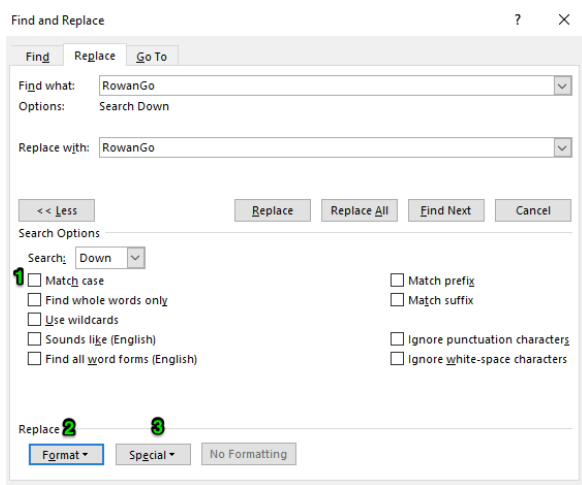 Find and Replace ? ×
Find Replace Go To
Find what: RowanGo
Options: Search Down
Replace with: RowanGo
<< Less Replace Replace All Find Next Cancel
Search Options
Search: Down
1 Match case Match prefix
Find whole words only Match suffix
Use wildcards
Sounds like (English) Ignore punctuation characters
Find all word forms (English) Ignore white-space characters
Replace 2 3
Format Special No Formatting